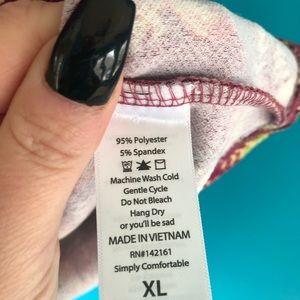 95% Polyester
5% Spandex
Machine Wash Cold
Gentle Cycle
Do Not Bleach
Hang Dry
or you'll be sad
MADE IN VIETNAM
RN#142161
Simply Comfortable
XL